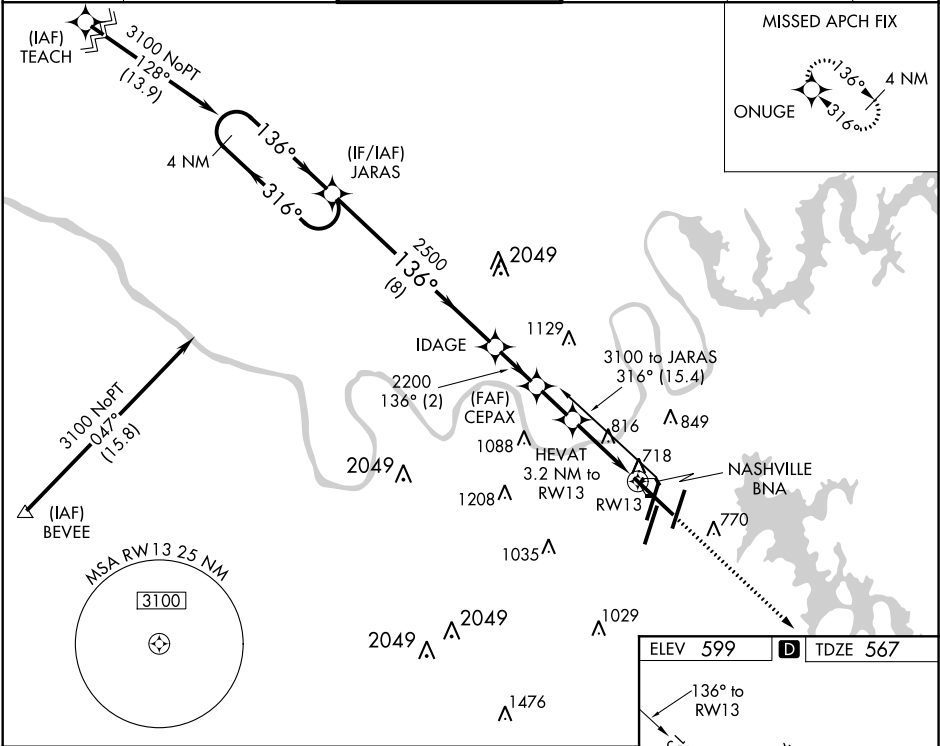 (IAF)
TEACH
3100 NoPT
128°
(13.9)
4 NM
136°
316°
(IF/IAF)
JARAS
MISSED APCH FIX
ONUGE
136°
316°
4 NM
2500
136°
(8)
2049
1129
IDAGE
2200
136° (2)
(FAF)
CEPAX
3100 to JARAS
316° (15.4)
816
849
1088
HEVAT
3.2 NM to
RW13
718
NASHVILLE
BNA
RW13
770
3100 NoPT
047°
(15.8)
(IAF)
BEVEE
2049
1208
1035
1029
2049
2049
1476
MSA RW13 25 NM
3100
ELEV 599
D
TDZE 567
136° to
RW13